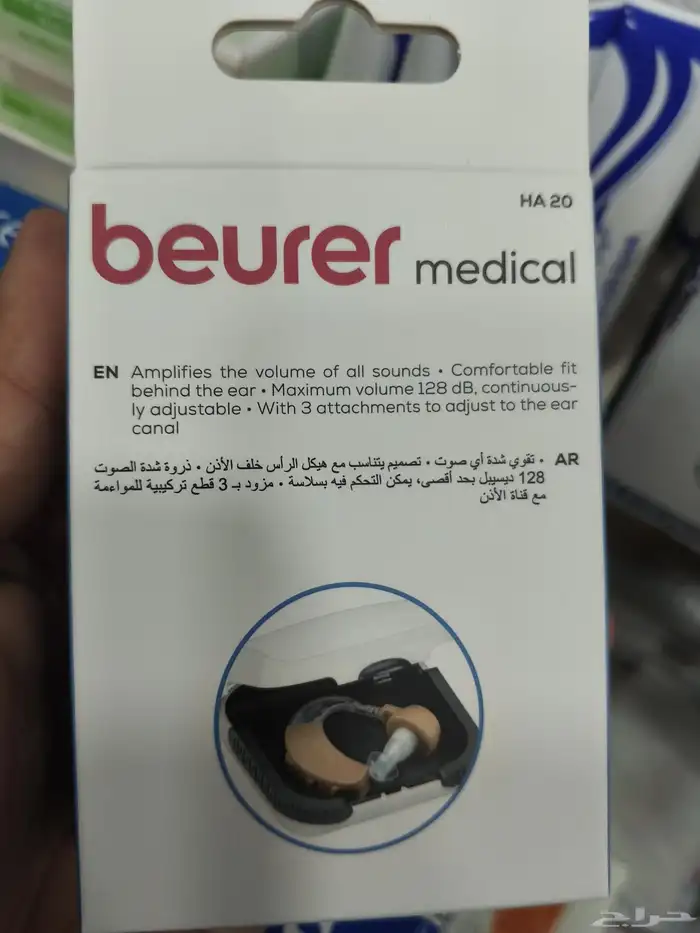 HA 20
beurer medical
EN Amplifies the volume of all sounds • Comfortable fit
behind the ear • Maximum volume 128 dB, continuous-
ly adjustable • With 3 attachments to adjust to the ear
canal
AR • تقوي شدة أي صوت • تصميم يتناسب مع هيكل الرأس خلف الأذن • ذروة شدة الصوت
128 ديسيبل بحد أقصى، يمكن التحكم فيه بسلاسة • مزود بـ 3 قطع تركيبية للمواءمة
مع قناة الأذن
حراج